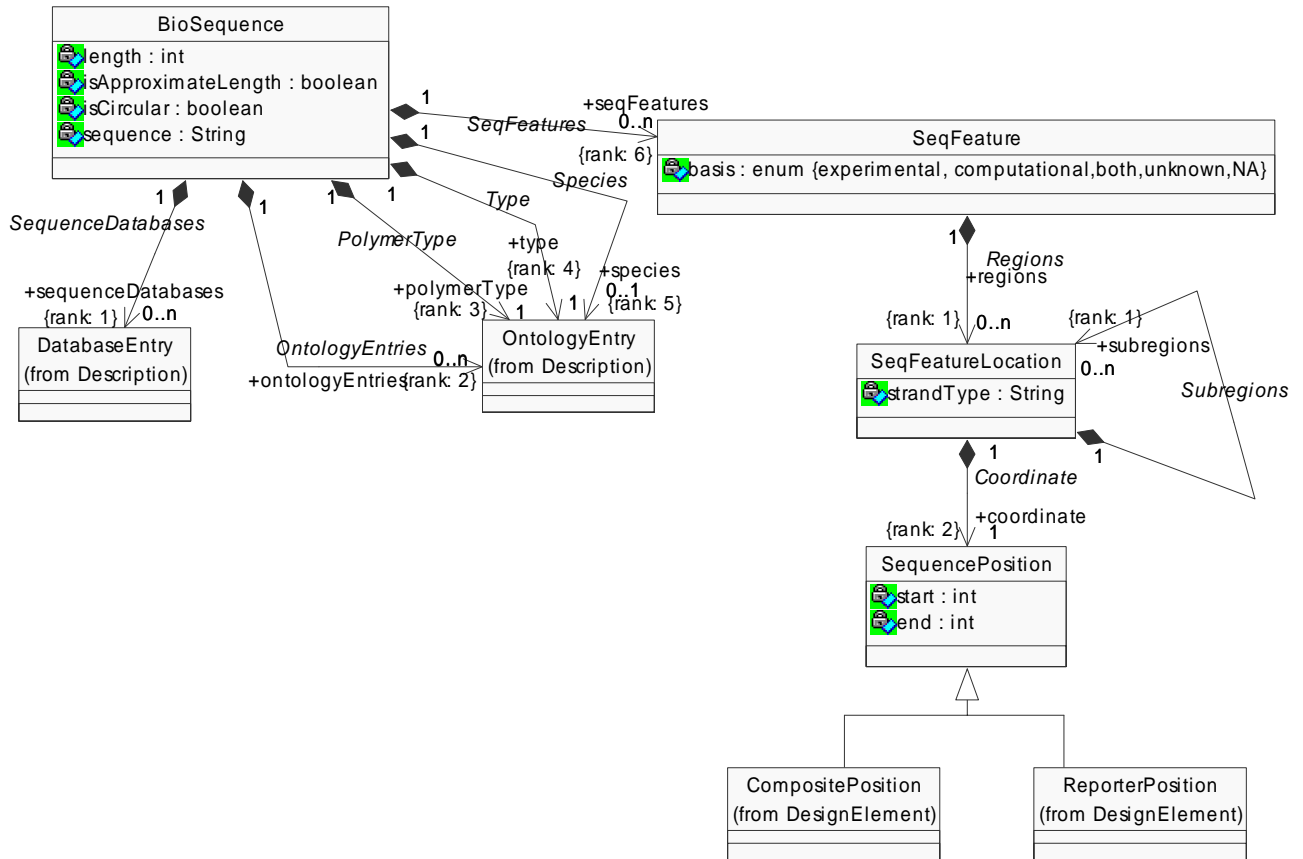 BioSequence
length : int
isApproximateLength : boolean
isCircular : boolean
sequence : String
1
+seqFeatures
SeqFeatures
0..n
{rank: 6}
SeqFeature
basis : enum {experimental, computational,both,unknown,NA}
1
Species
1
Type
1
SequenceDatabases
1
1
PolymerType
+type
{rank: 4}
+species
0..1
{rank: 5}
+sequenceDatabases
{rank: 1}
0..n
+polymerType
{rank: 3}
1
1
DatabaseEntry
(from Description)
OntologyEntries
0..n
+ontologyEntries
{rank: 2}
OntologyEntry
(from Description)
1
Regions
+regions
{rank: 1}
0..n
{rank: 1}
+subregions
0..n
Subregions
SeqFeatureLocation
strandType : String
1
1
Coordinate
+coordinate
{rank: 2}
1
SequencePosition
start : int
end : int
CompositePosition
(from DesignElement)
ReporterPosition
(from DesignElement)